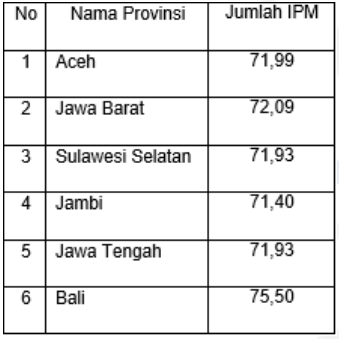 No Nama Provinsi Jumlah IPM
1 Aceh 71,99
2 Jawa Barat 72,09
3 Sulawesi Selatan 71,93
4 Jambi 71,40
5 Jawa Tengah 71,93
6 Bali 75,50